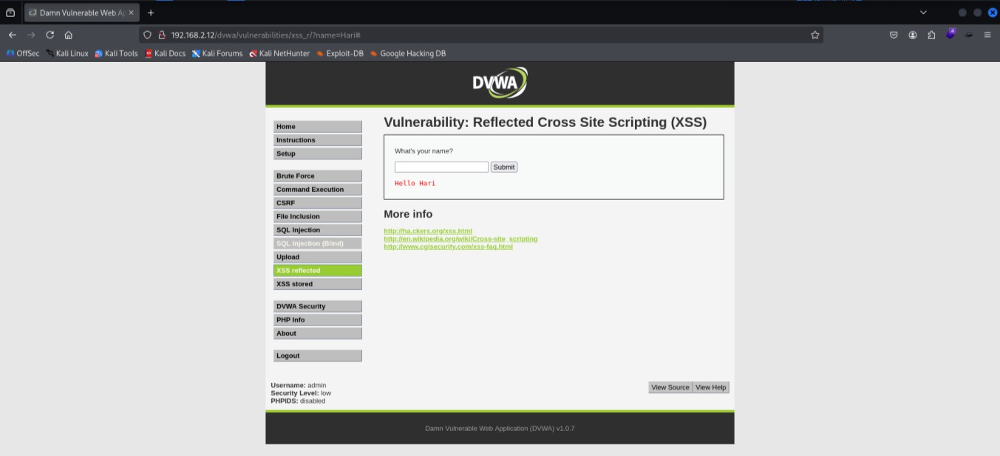 Damn Vulnerable Web Ap
192.168.2.12/dvwa/vulnerabilities/xss_r/?name=Hari#
4
OffSec Kali Linux Kali Tools Kali Docs Kali Forums Kali NetHunter Exploit-DB Google Hacking DB
DVWA
Home
Instructions
Setup
Brute Force
Command Execution
CSRF
File Inclusion
SQL Injection
SQL Injection (Blind)
Upload
XSS reflected
XSS stored
DVWA Security
PHP Info
About
Logout
Vulnerability: Reflected Cross Site Scripting (XSS)
What's your name?
Submit
Hello Hari
More info
http://ha.ckers.org/xss.html
http://en.wikipedia.org/wiki/Cross-site_scripting
http://www.cgisecurity.com/xss-faq.html
Username: admin
Security Level: low
PHPIDS: disabled
View Source View Help
Damn Vulnerable Web Application (DVWA) v1.0.7